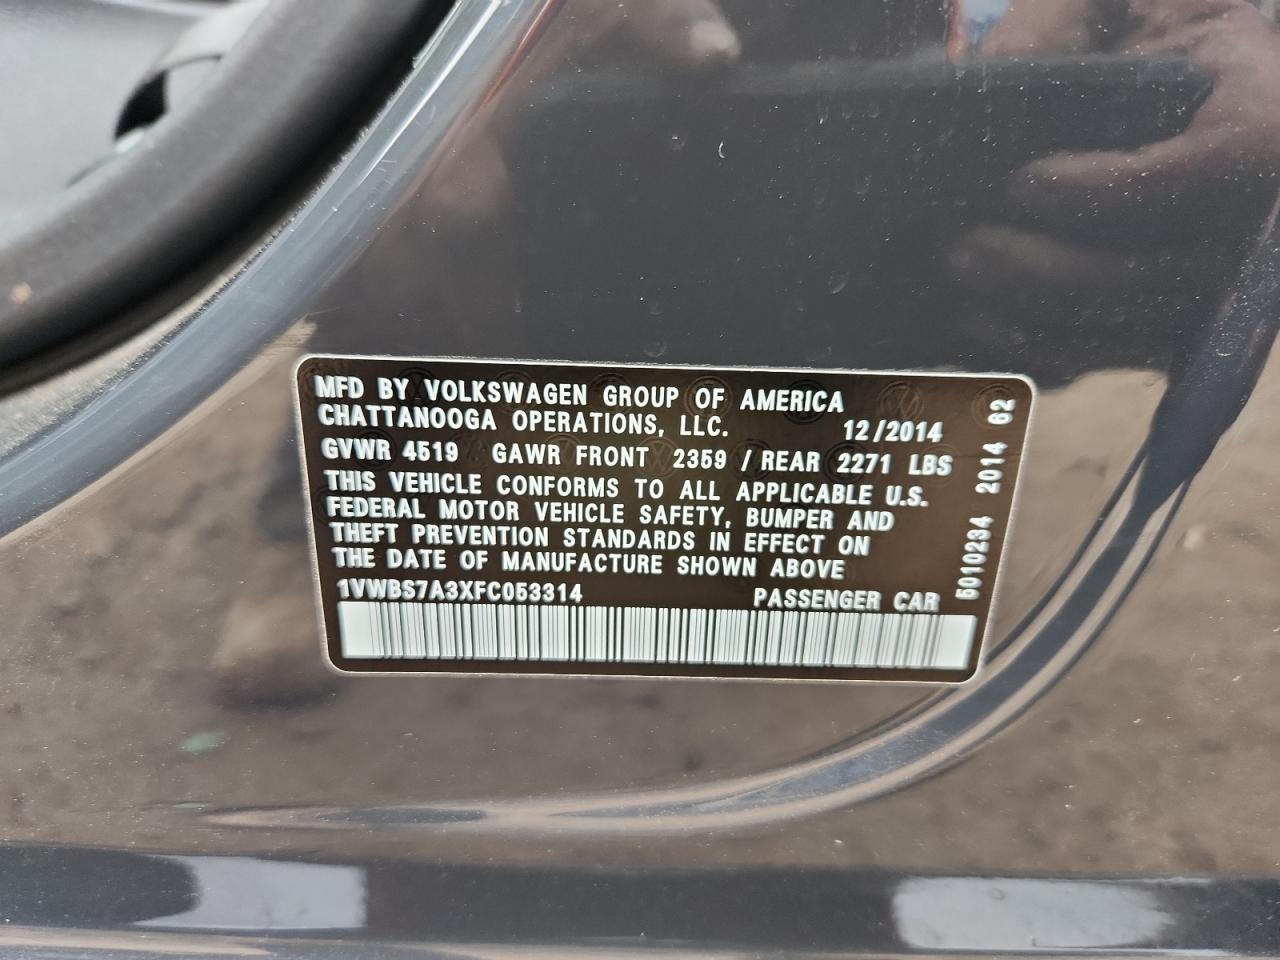 MFD BY VOLKSWAGEN GROUP OF AMERICA
CHATTANOOGA OPERATIONS, LLC. 12/2014
GVWR 4519 GAWR FRONT 2359 / REAR 2271 LBS
THIS VEHICLE CONFORMS TO ALL APPLICABLE U.S.
FEDERAL MOTOR VEHICLE SAFETY, BUMPER AND
THEFT PREVENTION STANDARDS IN EFFECT ON
THE DATE OF MANUFACTURE SHOWN ABOVE
1VWBS7A3XFC053314 PASSENGER CAR
5010234 2014 62